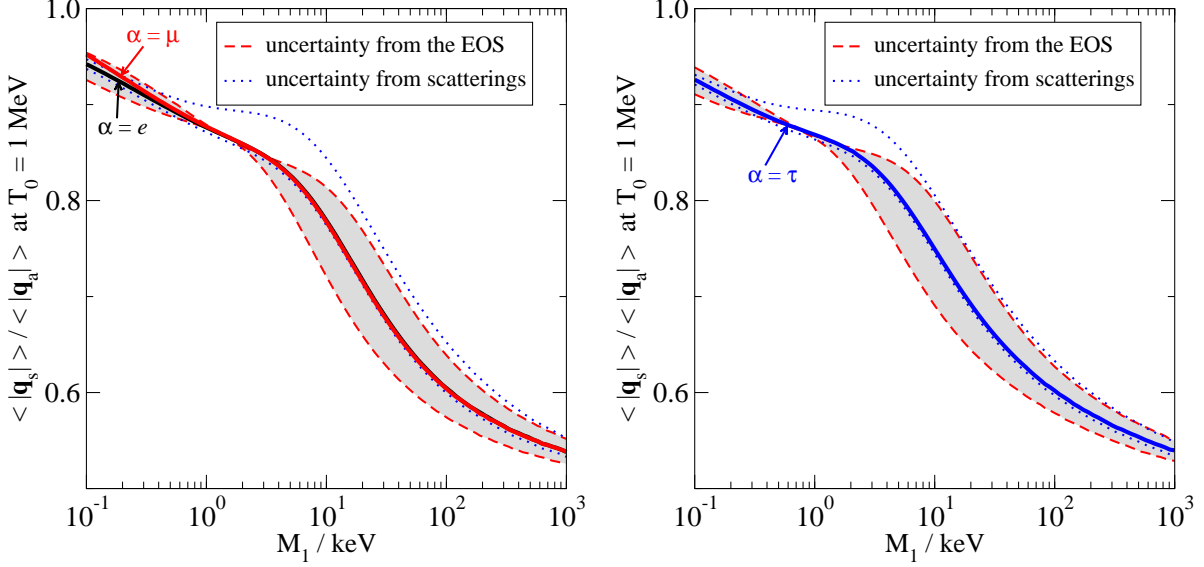 < |q_s| > / < |q_a| > at T_0 = 1 MeV
1.0
0.8
0.6
α = μ
α = e
uncertainty from the EOS
uncertainty from scatterings
10^-1
10^0
10^1
10^2
10^3
M_1 / keV
< |q_s| > / < |q_a| > at T_0 = 1 MeV
1.0
0.8
0.6
uncertainty from the EOS
uncertainty from scatterings
α = τ
10^-1
10^0
10^1
10^2
10^3
M_1 / keV